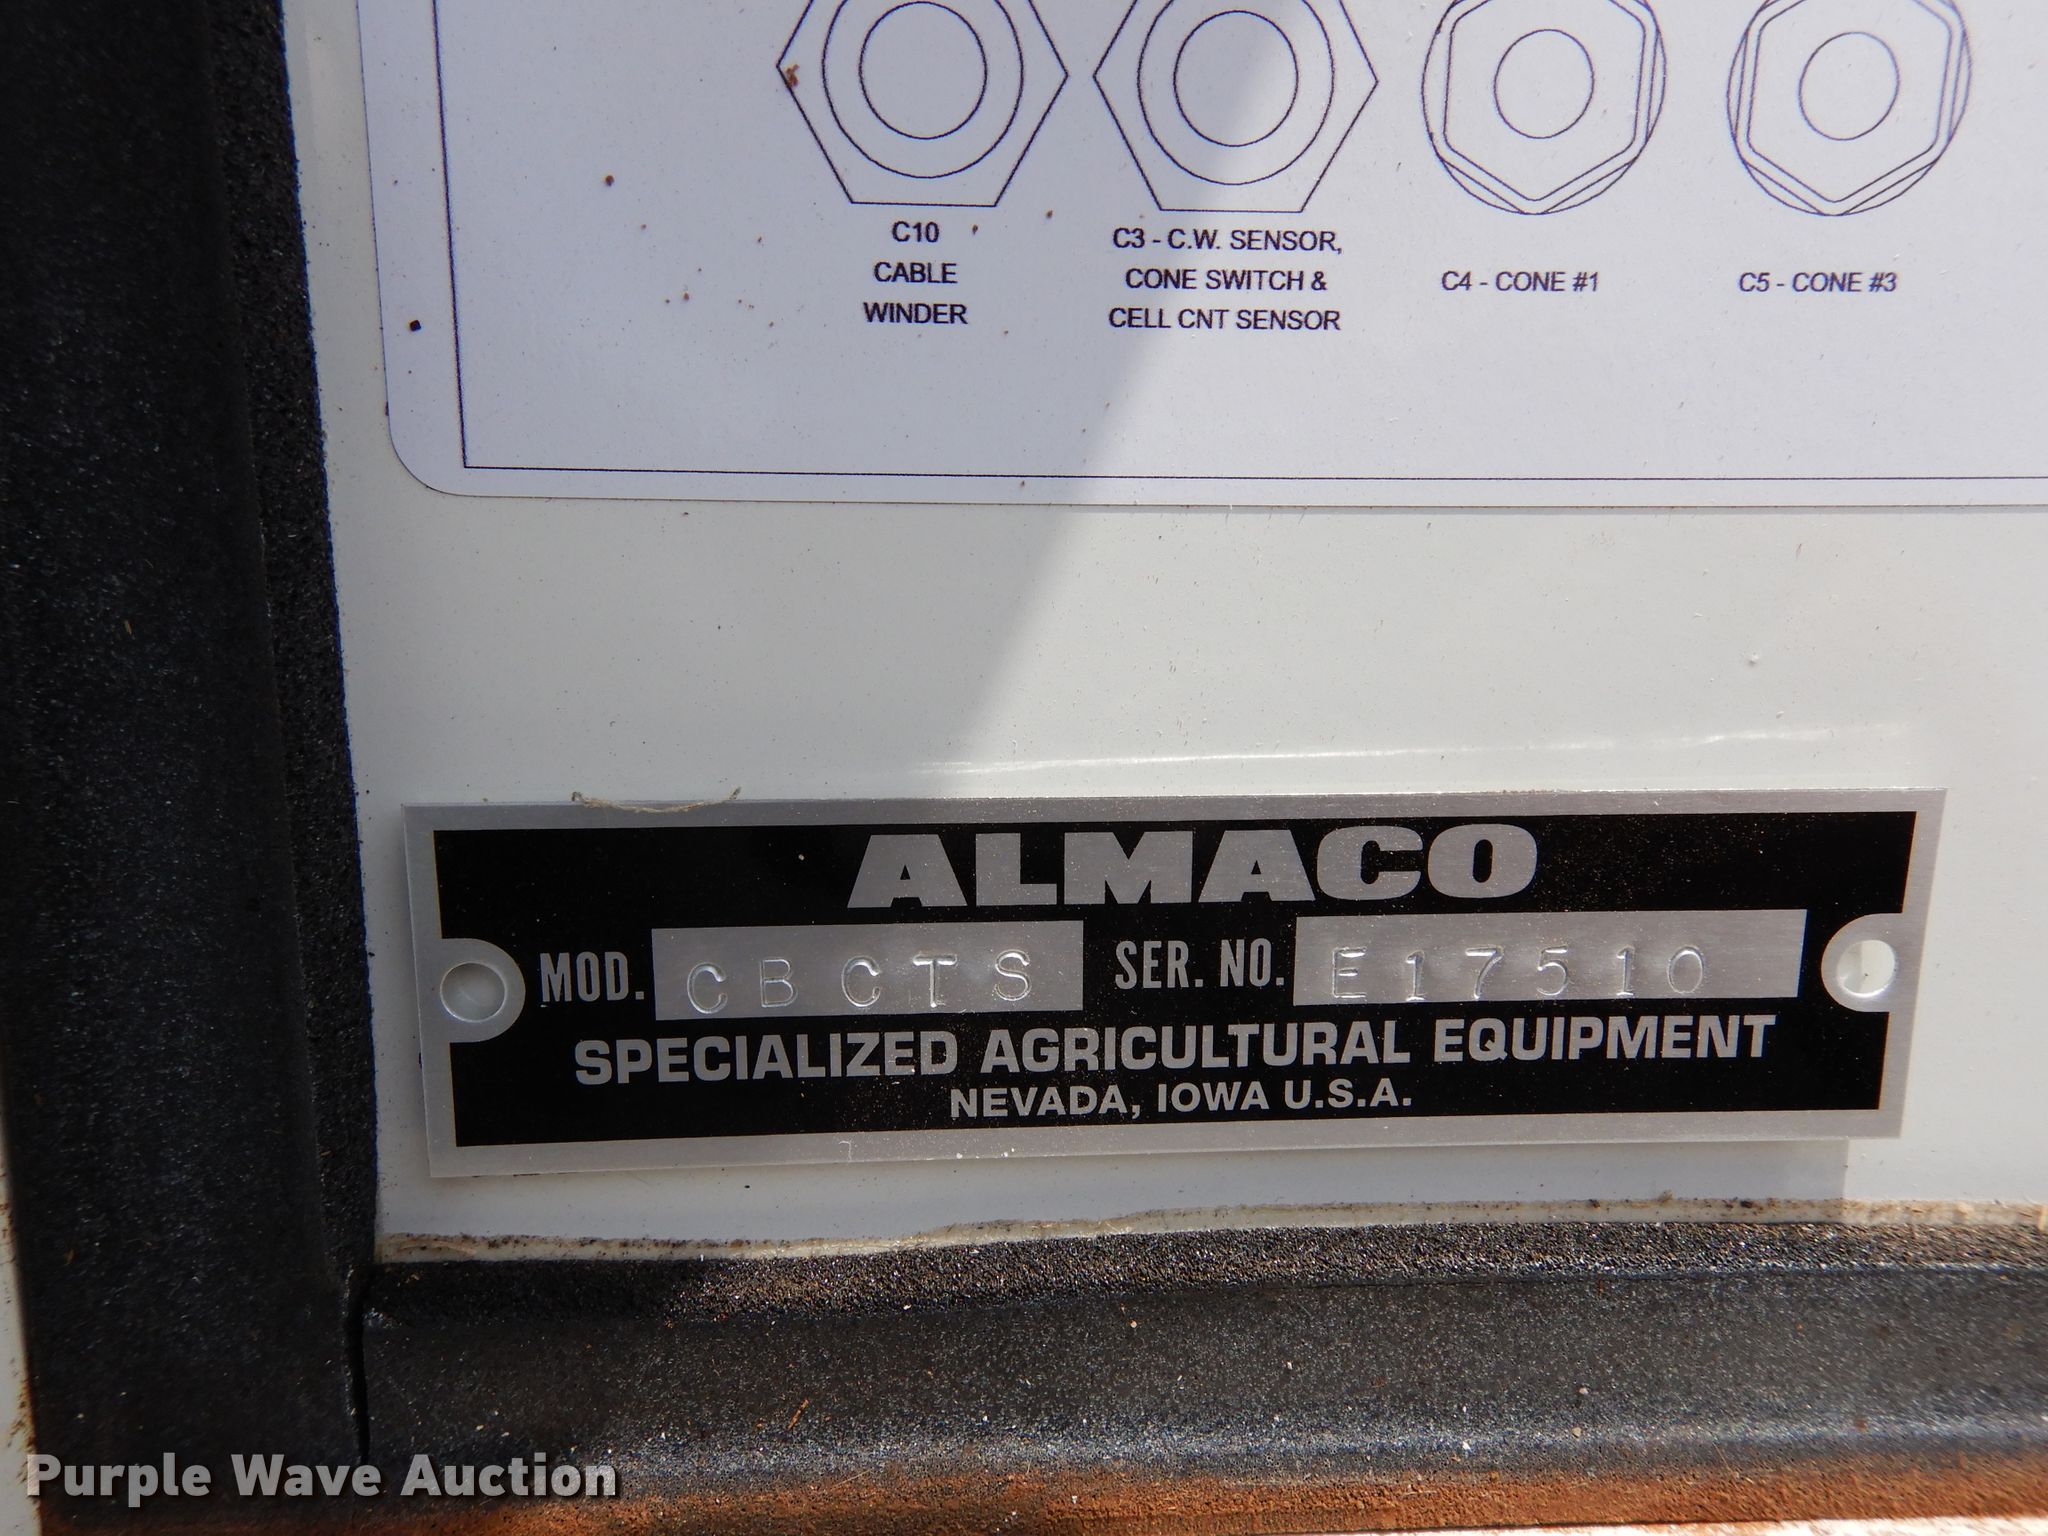 C10
CABLE
WINDER
C3 - C.W. SENSOR,
CONE SWITCH &
CELL CNT SENSOR
C4 - CONE #1
C5 - CONE #3
ALMACO
MOD. CBCTS SER. NO. E17510
SPECIALIZED AGRICULTURAL EQUIPMENT
NEVADA, IOWA U.S.A.
Purple Wave Auction